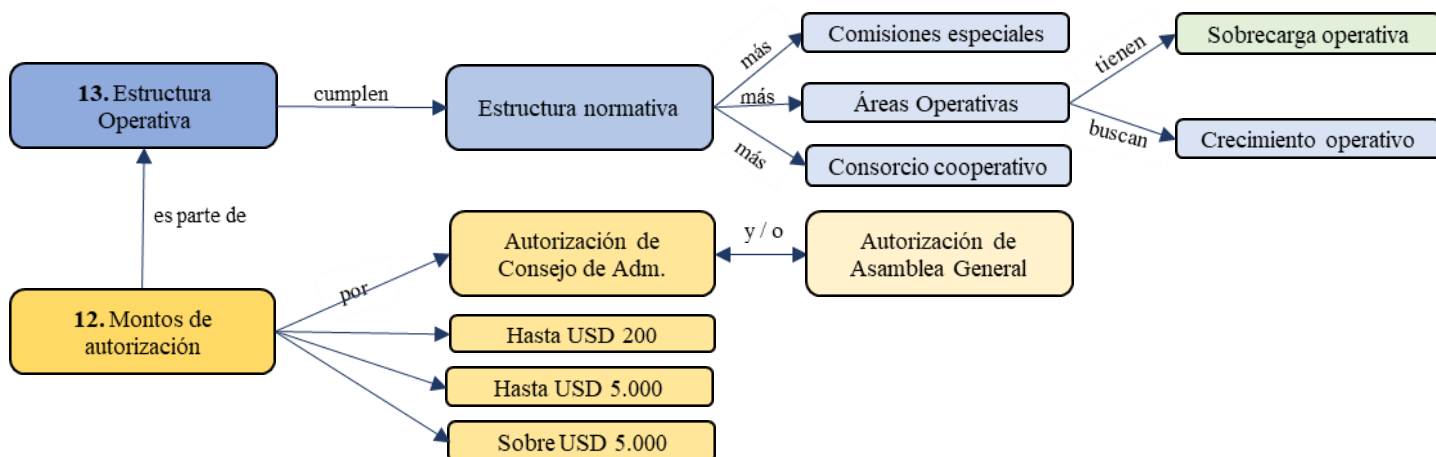 13. Estructura
Operativa
cumplen
Estructura normativa
más
más
más
Comisiones especiales
Áreas Operativas
Consorcio cooperativo
tienen
buscan
Sobrecarga operativa
Crecimiento operativo
es parte de
12. Montos de
autorización
por
Autorización de
Consejo de Adm.
y / o
Autorización de
Asamblea General
Hasta USD 200
Hasta USD 5.000
Sobre USD 5.000